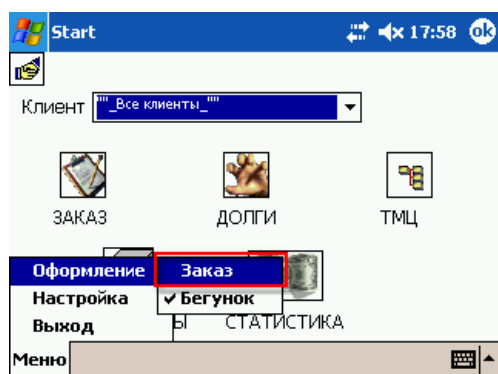 Start 17:58 ok
Клиент ""_Все клиенты_""
ЗАКАЗ ДОЛГИ ТМЦ
Оформление Заказ
Настройка Бегунок
Выход Ы СТАТИСТИКА
Меню